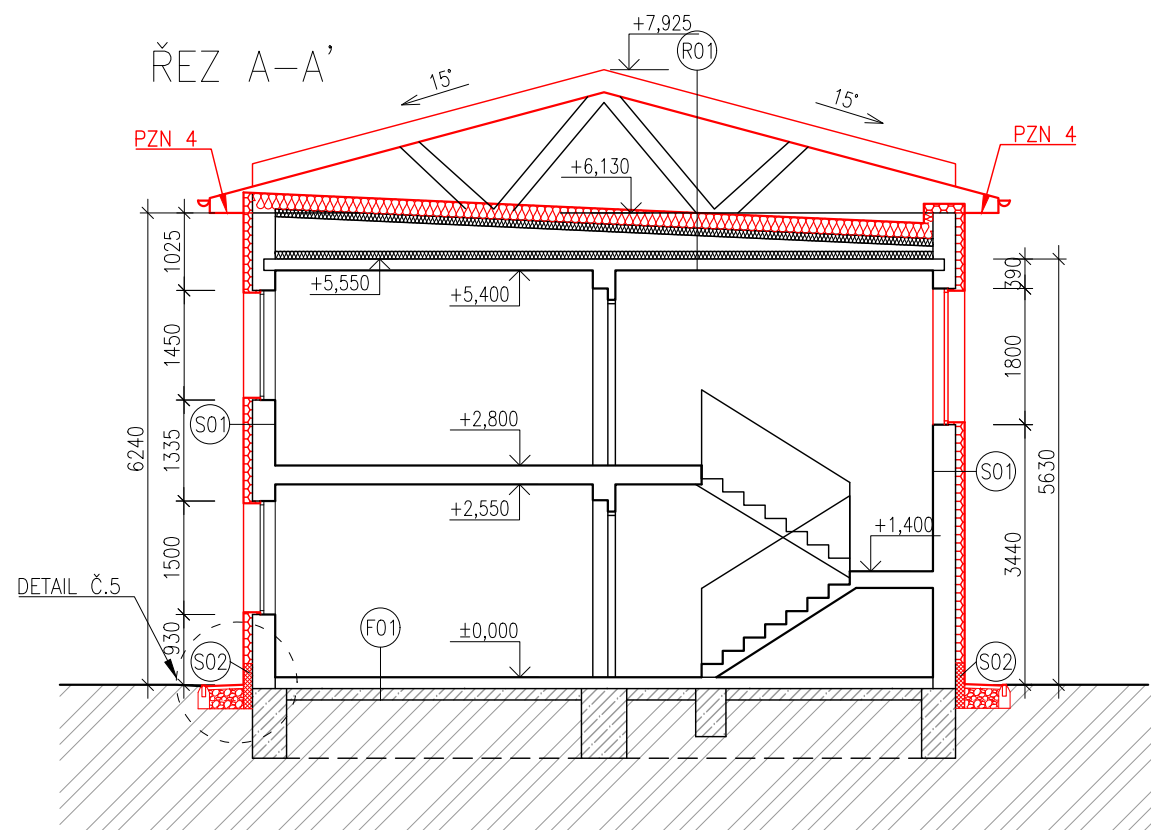 ŘEZ A-A'
+7,925
R01
15°
15°
PZN 4
PZN 4
+6,130
1025
+5,550
+5,400
390
1450
1800
S01
+2,800
6240
1335
S01
5630
+2,550
+1,400
1500
3440
DETAIL Č.5
F01
±0,000
930
S02
S02